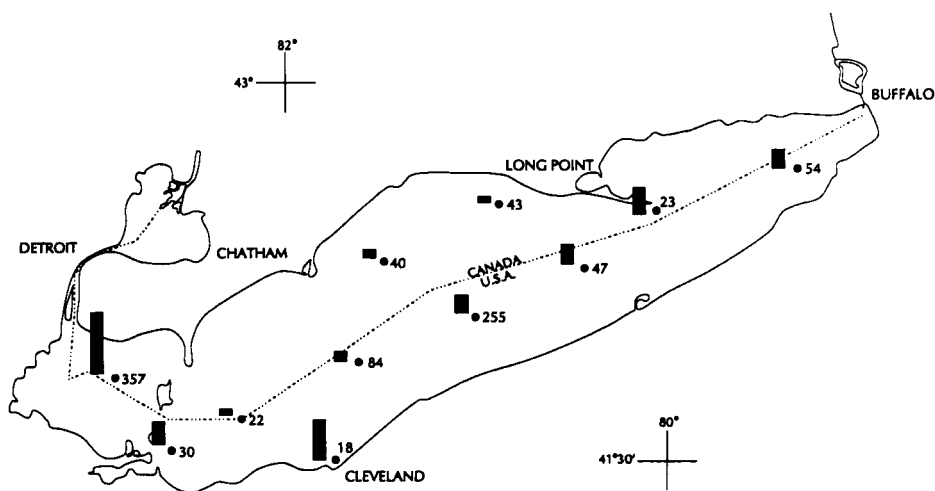 82°
43°
BUFFALO
LONG POINT
54
43
23
DETROIT
CHATHAM
40
CANADA
U.S.A.
47
255
84
357
22
80°
18
30
41°30'
CLEVELAND